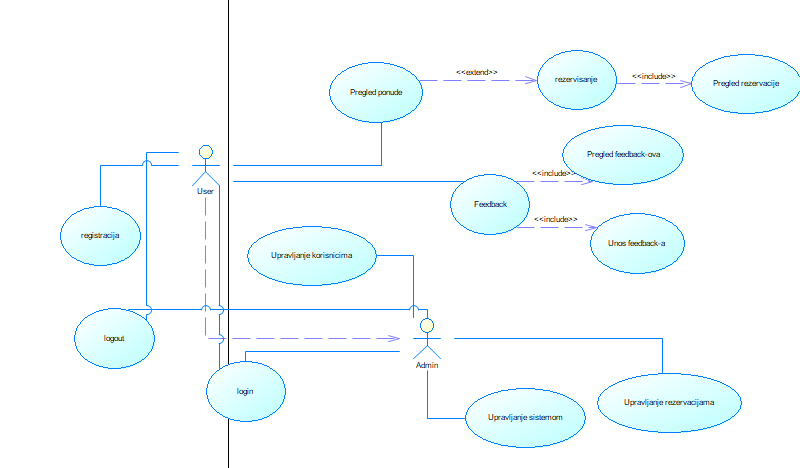 <<extend>>
rezervisanje
<<include>>
Pregled rezervacije
Pregled ponude
Pregled feedback-ova
<<include>>
User
Feedback
<<include>>
registracija
Unos feedback-a
Upravljanje korisnicima
logout
Admin
login
Upravljanje rezervacijama
Upravljanje sistemom